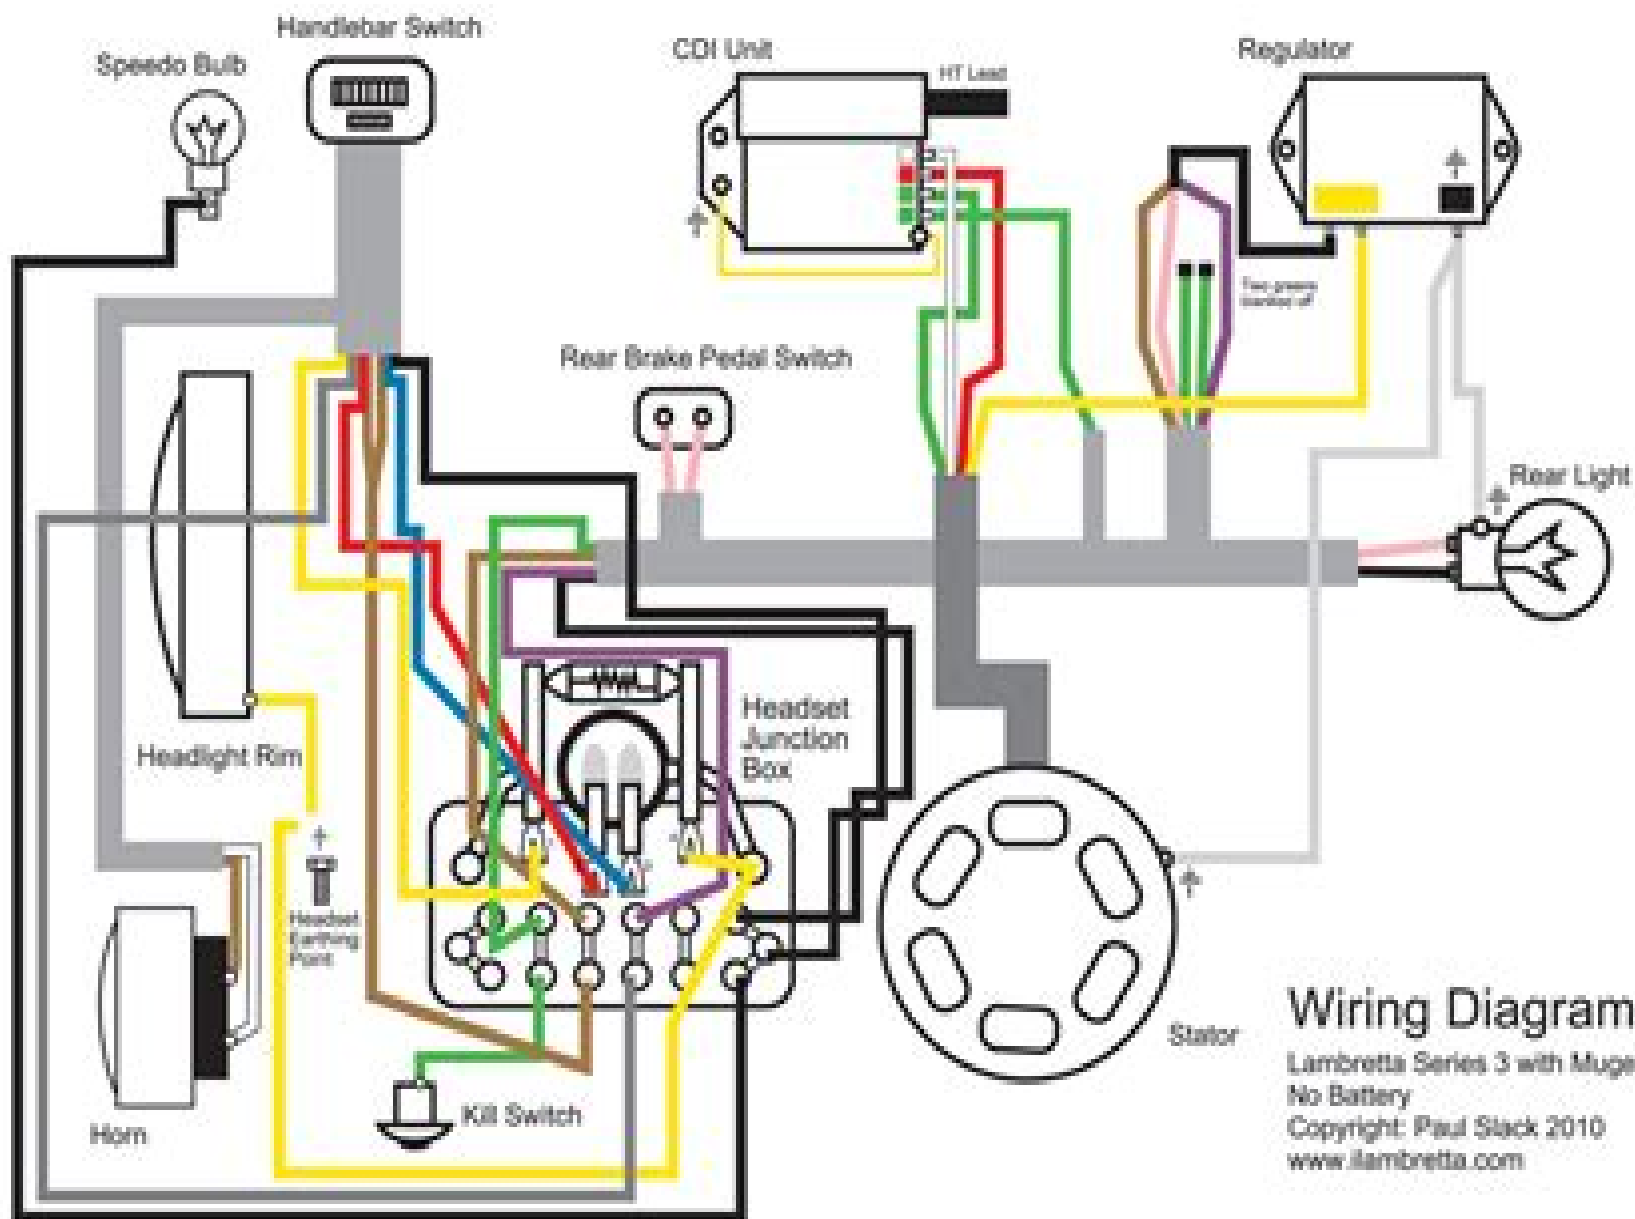 Handlebar Switch
Speedo Bulb
CDI Unit
HT Lead
Regulator
Two greens
Rear Brake Pedal Switch
Rear Light
Headset
Junction
Box
Headlight Rim
Headset
Earthing
Point
Stator
Horn
Kill Switch
Wiring Diagram
Lambretta Series 3 with Muge
No Battery
Copyright: Paul Slack 2010
www.ilambretta.com